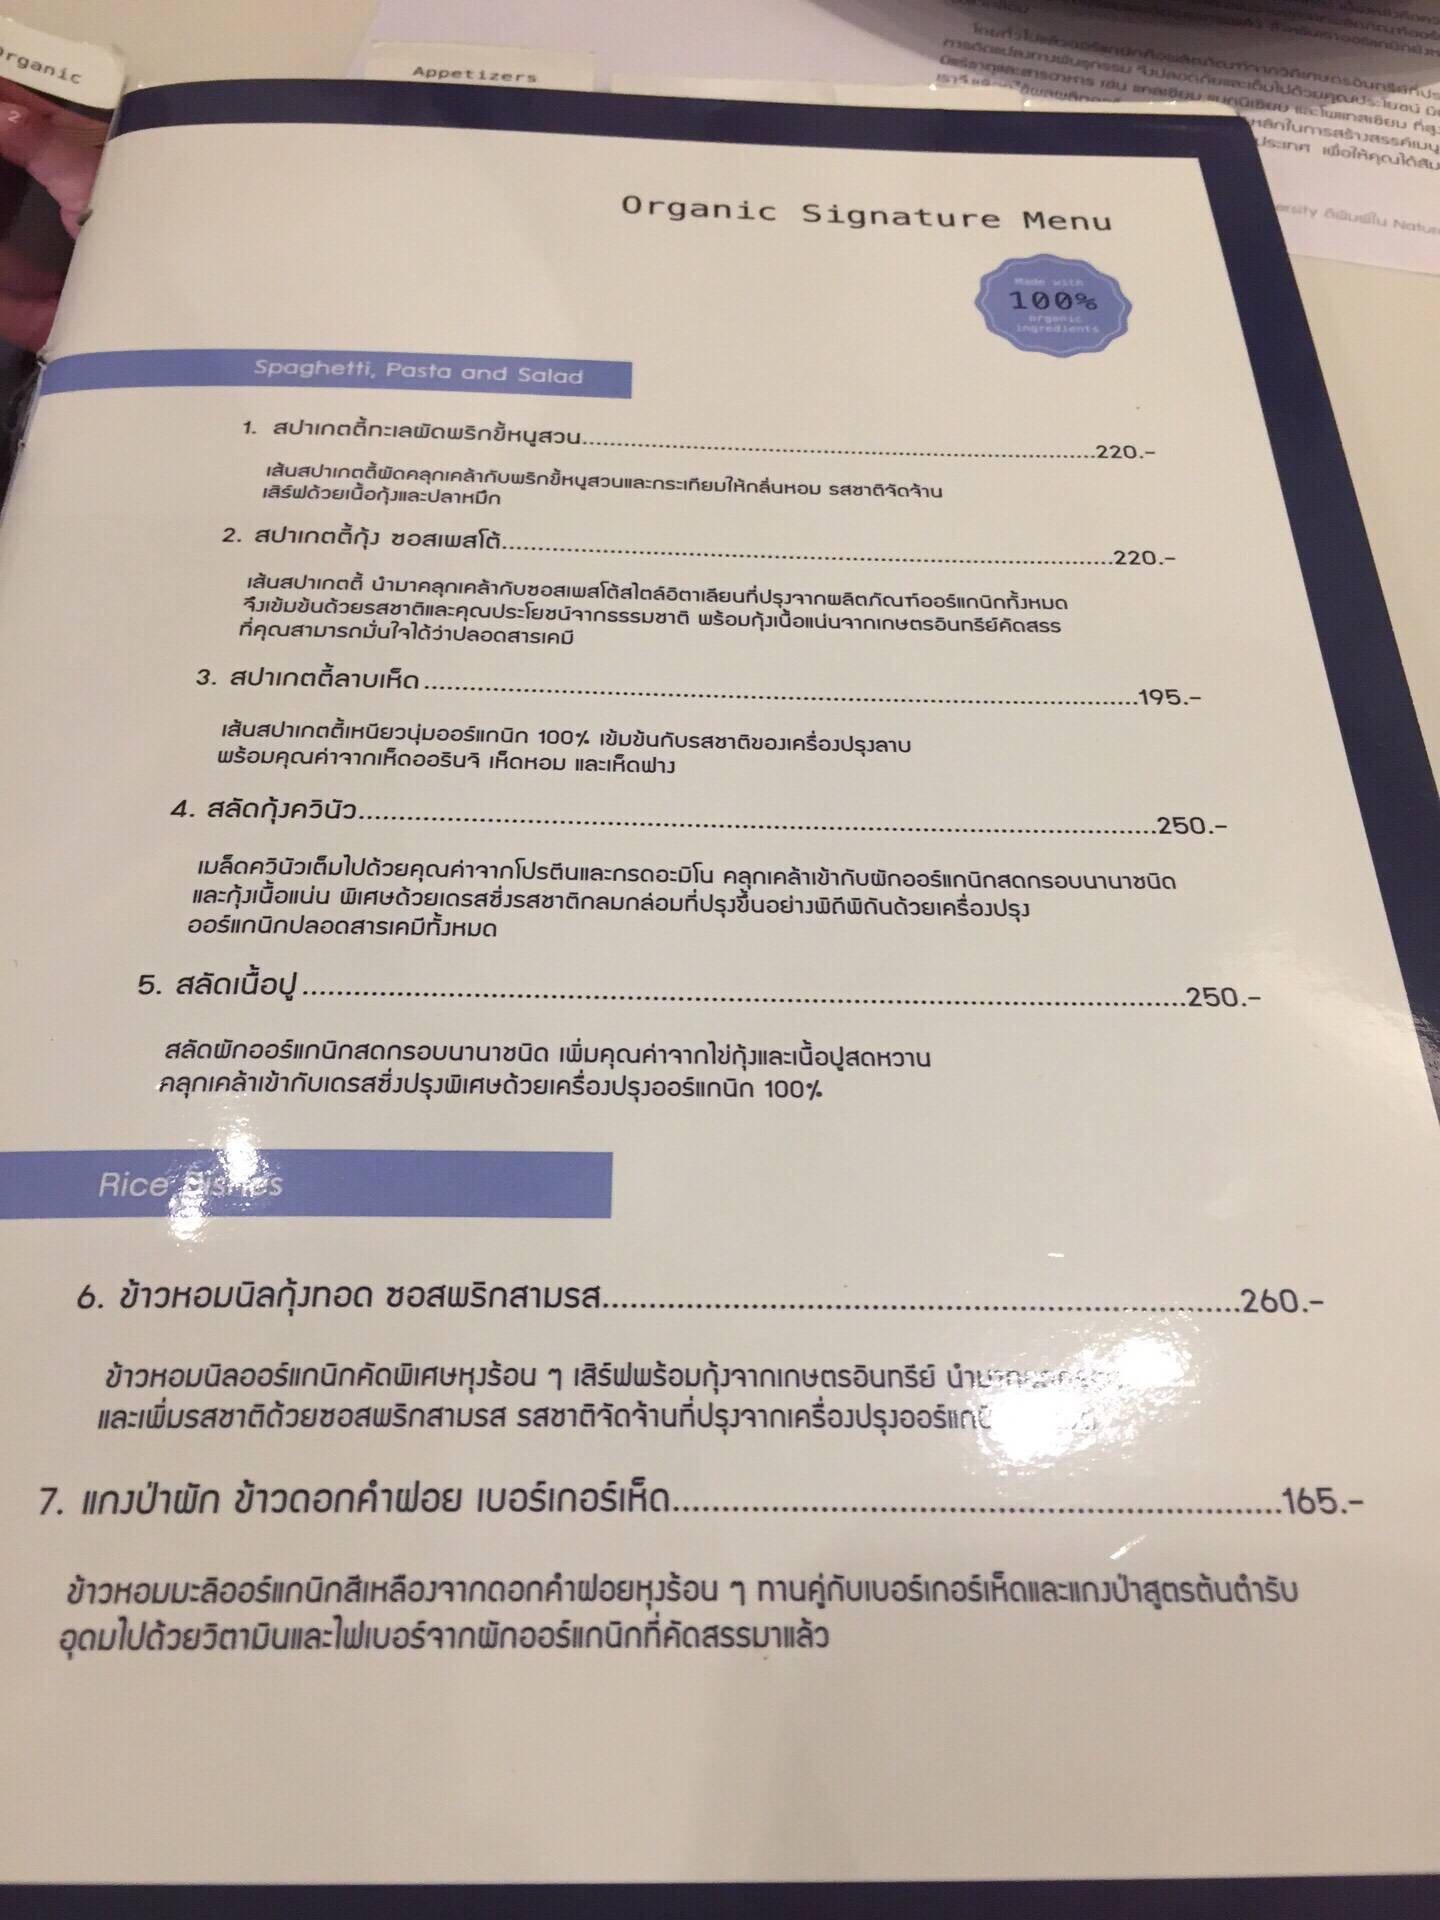 Organic
2
Appetizers
Organic Signature Menu
Made with
100%
organic
ingredients
Spaghetti, Pasta and Salad
1. สปาเกตตี้ทะเลผัดพริกขี้หนูสวน......220.-
เส้นสปาเกตตี้ผัดคลุกเคล้ากับพริกขี้หนูสวนและกระเทียมให้กลิ่นหอม รสชาติจัดจ้าน
เสิร์ฟด้วยเนื้อกุ้งและปลาหมึก
2. สปาเกตตี้กุ้ง ซอสเพสโต้......220.-
เส้นสปาเกตตี้ นำมาคลุกเคล้ากับซอสเพสโต้สไตล์อิตาเลียนที่ปรุงจากผลิตภัณฑ์ออร์แกนิกทั้งหมด
จึงเข้มข้นด้วยรสชาติและคุณประโยชน์จากธรรมชาติ พร้อมกุ้งเนื้อแน่นจากเกษตรอินทรีย์คัดสรร
ที่คุณสามารถมั่นใจได้ว่าปลอดสารเคมี
3. สปาเกตตี้ลาบเห็ด......195.-
เส้นสปาเกตตี้เหนียวนุ่มออร์แกนิก 100% เข้มข้นกับรสชาติของเครื่องปรุงลาบ
พร้อมคุณค่าจากเห็ดออรินจิ เห็ดหอม และเห็ดฟาง
4. สลัดกุ้งควินัว......250.-
เมล็ดควินัวเต็มไปด้วยคุณค่าจากโปรตีนและกรดอะมิโน คลุกเคล้าเข้ากับผักออร์แกนิกสดกรอบนานาชนิด
และกุ้งเนื้อแน่น พิเศษด้วยเดรสซิ่งรสชาติกลมกล่อมที่ปรุงขึ้นอย่างพิถีพิถันด้วยเครื่องปรุง
ออร์แกนิกปลอดสารเคมีทั้งหมด
5. สลัดเนื้อปู......250.-
สลัดผักออร์แกนิกสดกรอบนานาชนิด เพิ่มคุณค่าจากไข่กุ้งและเนื้อปูสดหวาน
คลุกเคล้าเข้ากับเดรสซิ่งปรุงพิเศษด้วยเครื่องปรุงออร์แกนิก 100%
Rice Dishes
6. ข้าวหอมนิลกุ้งทอด ซอสพริกสามรส......260.-
ข้าวหอมนิลออร์แกนิกคัดพิเศษหุงร้อน ๆ เสิร์ฟพร้อมกุ้งจากเกษตรอินทรีย์
และเพิ่มรสชาติด้วยซอสพริกสามรส รสชาติจัดจ้านที่ปรุงจากเครื่องปรุง
7. แกงป่าผัก ข้าวดอกคำฝอย เบอร์เกอร์เห็ด......165.-
ข้าวหอมมะลิออร์แกนิกสีเหลืองจากดอกคำฝอยหุงร้อน ๆ ทานคู่กับเบอร์เกอร์เห็ดและแกงป่าสูตรต้นตำรับ
อุดมไปด้วยวิตามินและไฟเบอร์จากผักออร์แกนิกที่คัดสรรมาแล้ว